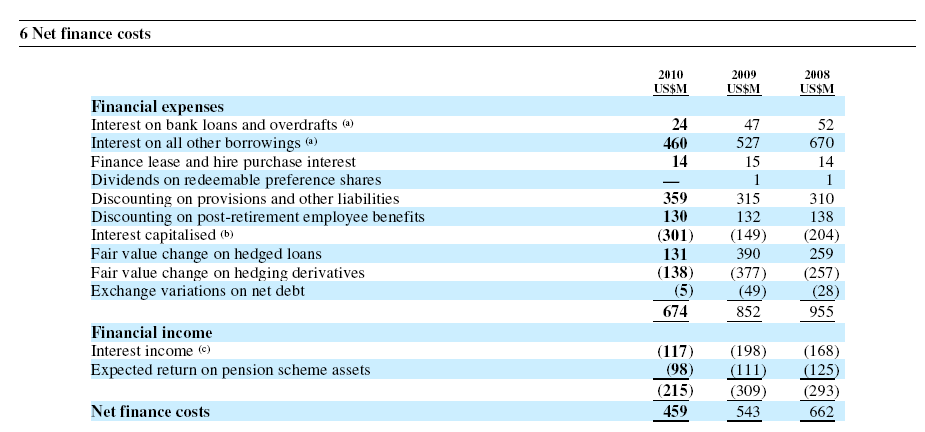 6 Net finance costs
2010 2009 2008
US$M US$M US$M
Financial expenses
Interest on bank loans and overdrafts (a) 24 47 52
Interest on all other borrowings (a) 460 527 670
Finance lease and hire purchase interest 14 15 14
Dividends on redeemable preference shares — 1 1
Discounting on provisions and other liabilities 359 315 310
Discounting on post-retirement employee benefits 130 132 138
Interest capitalised (b) (301) (149) (204)
Fair value change on hedged loans 131 390 259
Fair value change on hedging derivatives (138) (377) (257)
Exchange variations on net debt (5) (49) (28)
674 852 955
Financial income
Interest income (c) (117) (198) (168)
Expected return on pension scheme assets (98) (111) (125)
(215) (309) (293)
Net finance costs 459 543 662